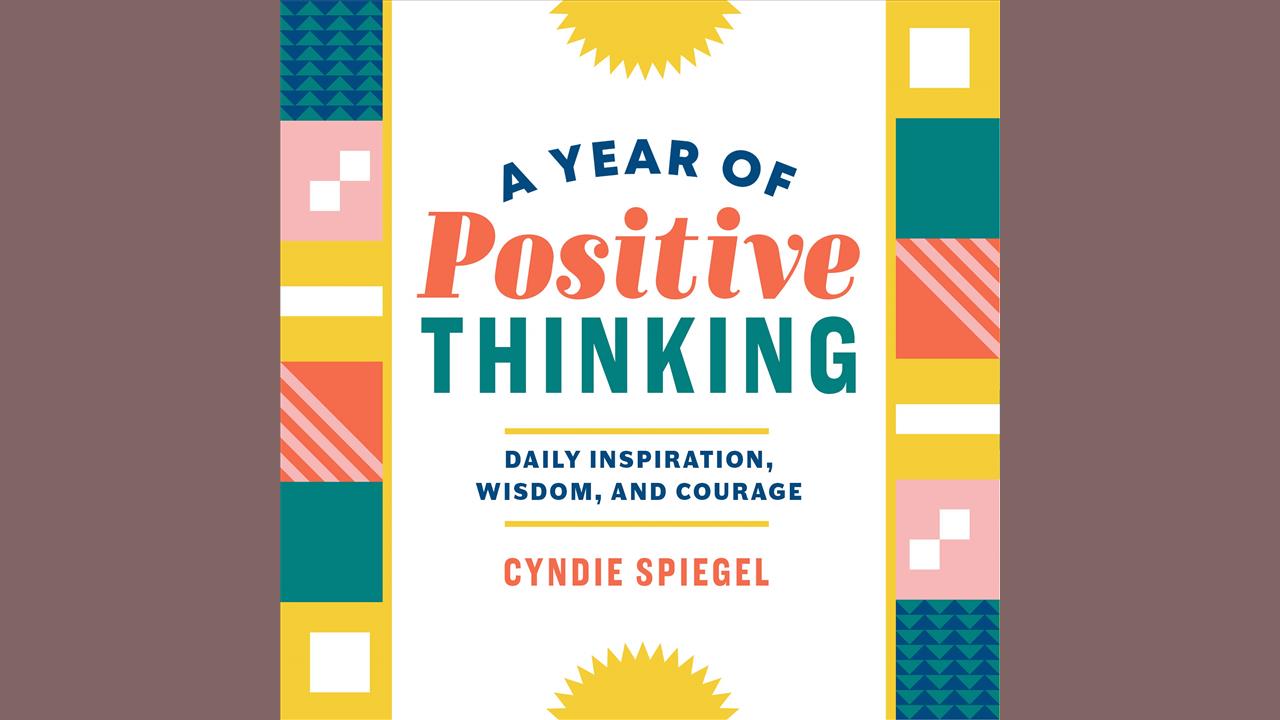 A YEAR OF
Positive
THINKING
DAILY INSPIRATION,
WISDOM, AND COURAGE
CYNDIE SPIEGEL